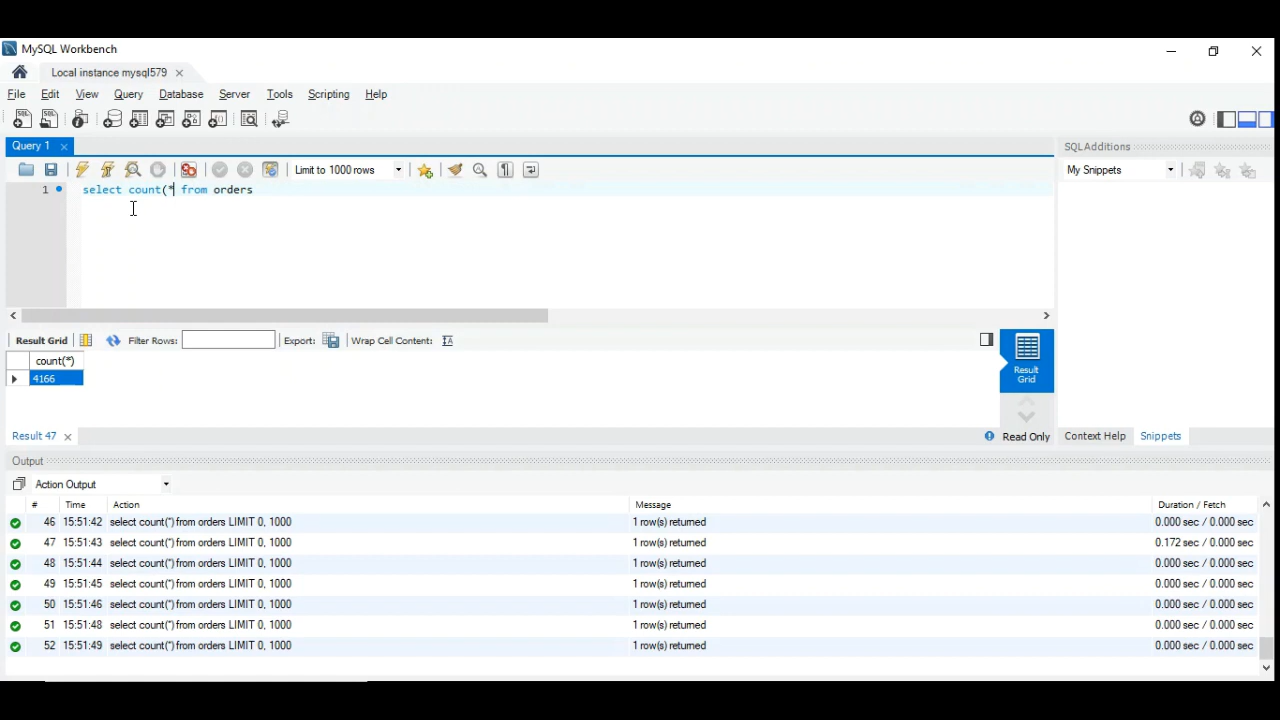 MySQL Workbench
Local instance mysql579
File Edit View Query Database Server Tools Scripting Help
Query 1
SQLAdditions
Limit to 1000 rows
My Snippets
1 select count(* from orders
Result Grid Filter Rows: Export: Wrap Cell Content:
count(*)
4166
Result Grid
Result 47
Read Only
Context Help Snippets
Output
Action Output
# Time Action Message Duration / Fetch
46 15:51:42 select count(*) from orders LIMIT 0, 1000 1 row(s) returned 0.000 sec / 0.000 sec
47 15:51:43 select count(*) from orders LIMIT 0, 1000 1 row(s) returned 0.172 sec / 0.000 sec
48 15:51:44 select count(*) from orders LIMIT 0, 1000 1 row(s) returned 0.000 sec / 0.000 sec
49 15:51:45 select count(*) from orders LIMIT 0, 1000 1 row(s) returned 0.000 sec / 0.000 sec
50 15:51:46 select count(*) from orders LIMIT 0, 1000 1 row(s) returned 0.000 sec / 0.000 sec
51 15:51:48 select count(*) from orders LIMIT 0, 1000 1 row(s) returned 0.000 sec / 0.000 sec
52 15:51:49 select count(*) from orders LIMIT 0, 1000 1 row(s) returned 0.000 sec / 0.000 sec